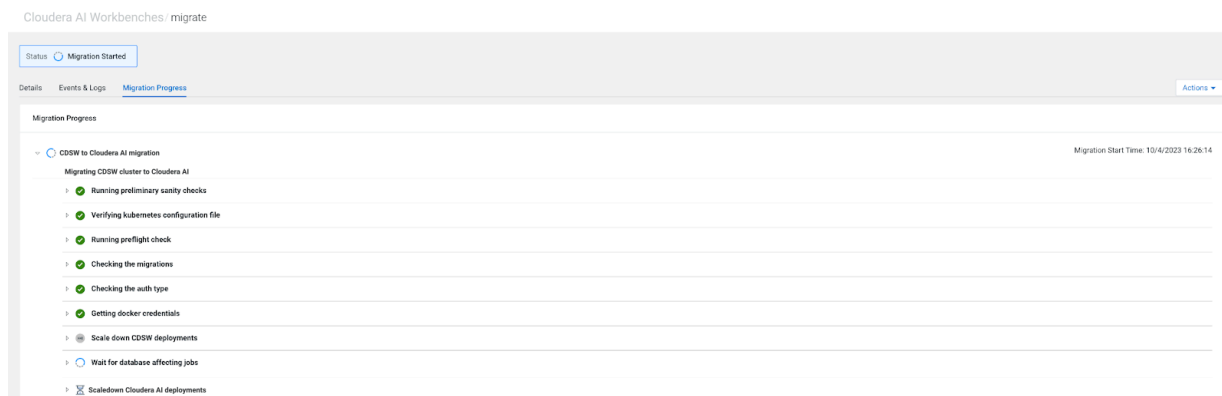 Cloudera AI Workbenches/ migrate
Status Migration Started
Details Events & Logs Migration Progress Actions
Migration Progress
CDSW to Cloudera AI migration Migration Start Time: 10/4/2023 16:26:14
Migrating CDSW cluster to Cloudera AI
Running preliminary sanity checks
Verifying kubernetes configuration file
Running preflight check
Checking the migrations
Checking the auth type
Getting docker credentials
Scale down CDSW deployments
Wait for database affecting jobs
Scaledown Cloudera AI deployments